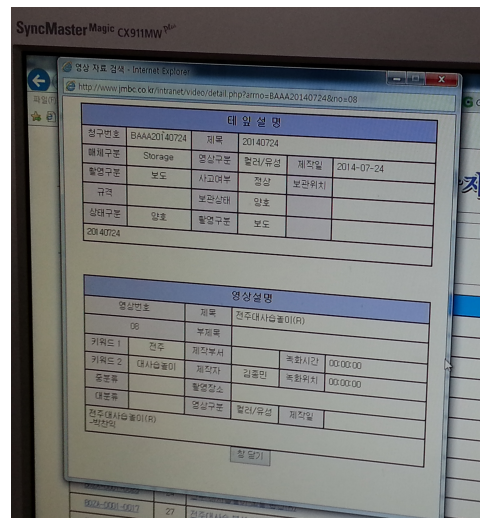 SyncMaster Magic CX911MW plus
영상 자료 검색 - Internet Explorer
http://www.jmbc.co.kr/intranet/video/detail.php?arrno=BAAA20140724&no=08
파일(F)
테 잎 설 명
청구번호 BAAA20140724 제목 20140724
매체구분 Storage 영상구분 컬러/유성 제작일 2014-07-24
촬영구분 보도 사고여부 정상 보관위치
규격 보관상태 양호
상태구분 양호 촬영구분 보도
20140724
영상설명
영상번호 제목 전주대사습놀이(R)
08 부제목
키워드 1 전주 제작부서 녹화시간 00:00:00
키워드 2 대사습놀이 제작자 김종민 녹화위치 00:00:00
중분류 촬영장소
대분류 영상구분 컬러/유성 제작일
전주대사습놀이(R)
-박찬익
창 닫기
802A-0001-0017 27